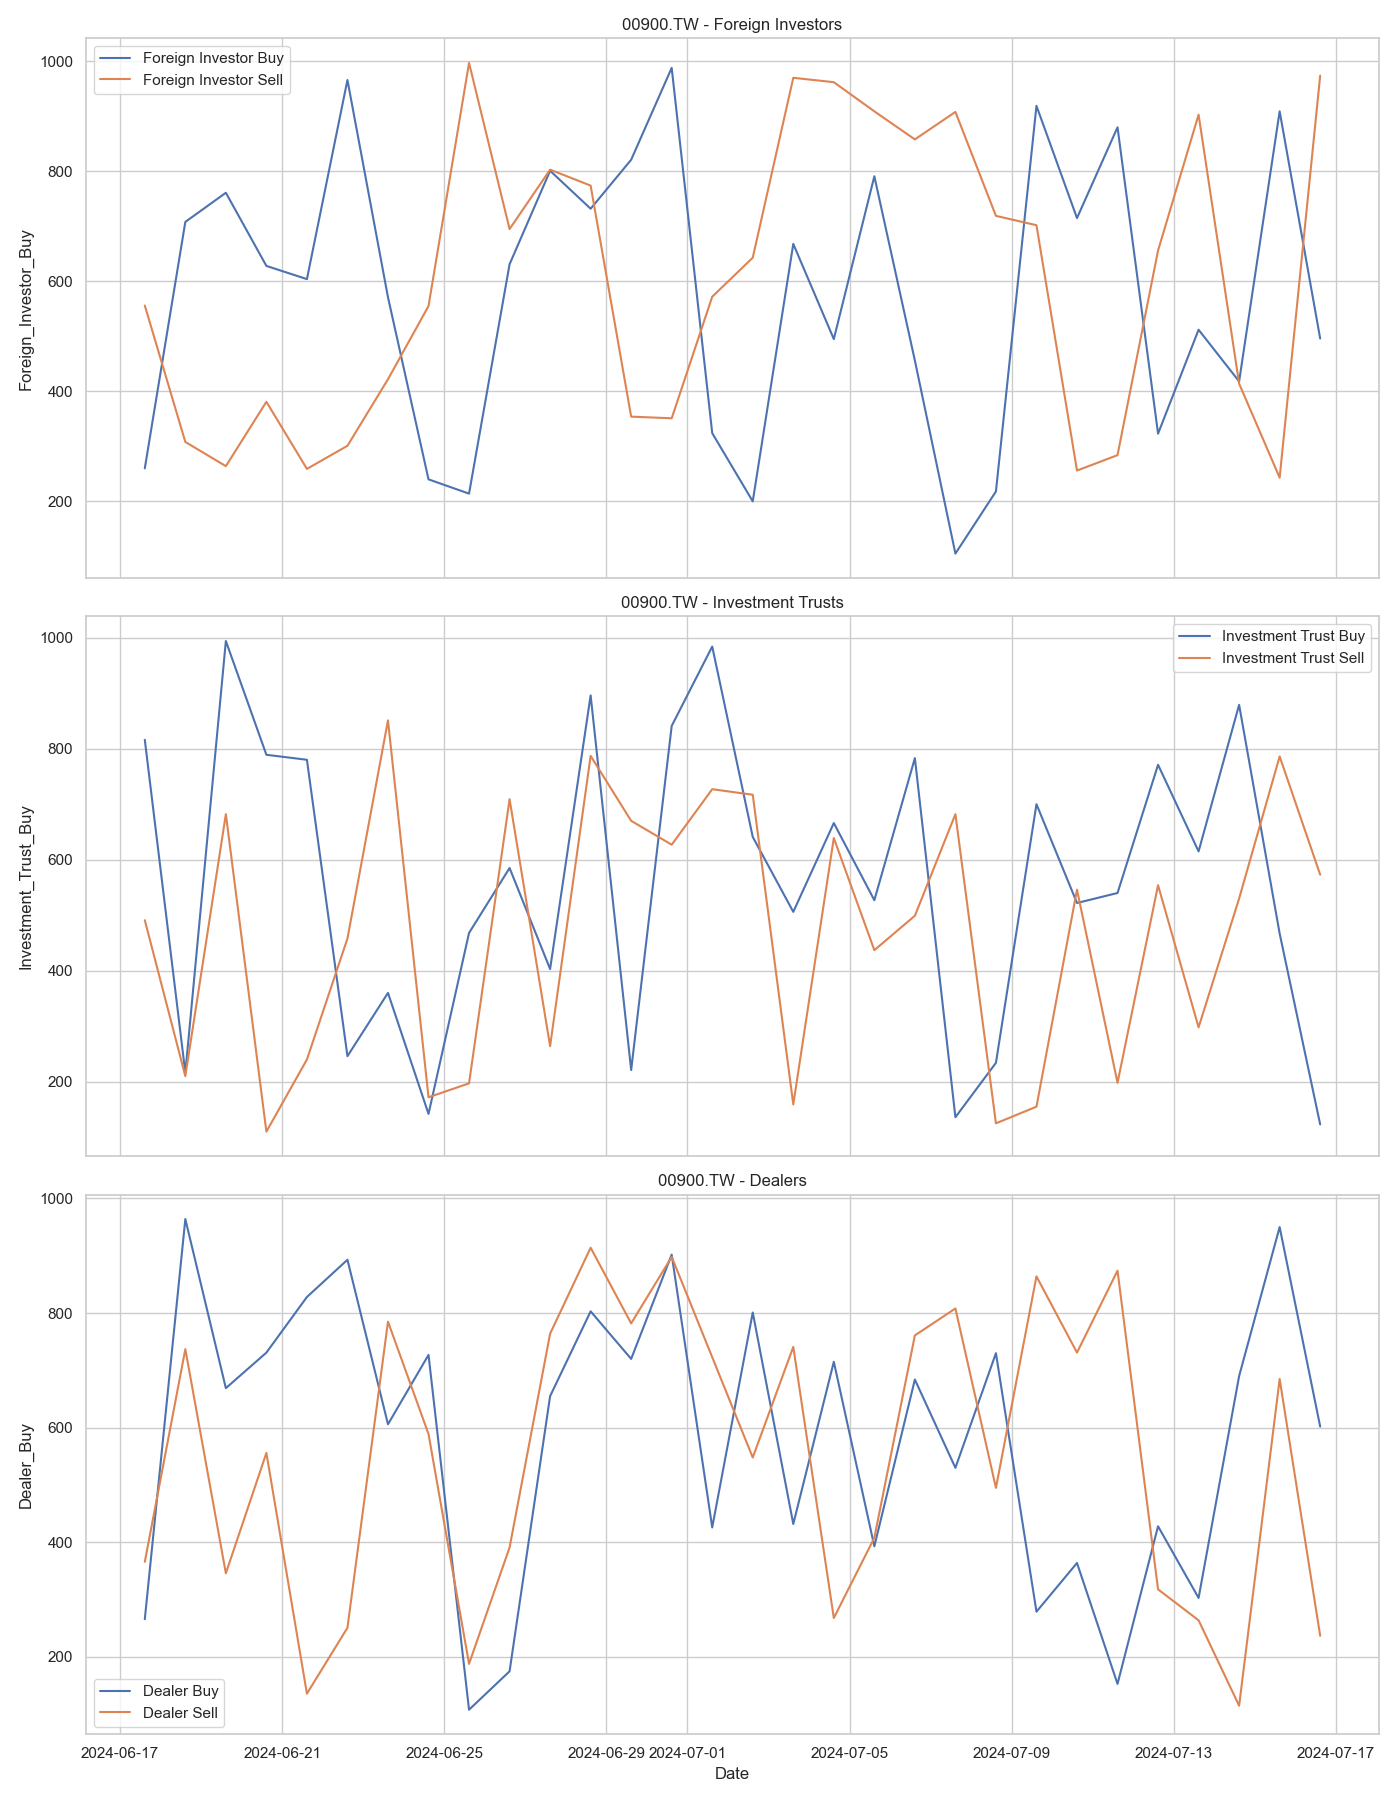 00900.TW - Foreign Investors
Foreign Investor Buy
Foreign Investor Sell
Foreign_Investor_Buy
1000
800
600
400
200
00900.TW - Investment Trusts
Investment Trust Buy
Investment Trust Sell
Investment_Trust_Buy
1000
800
600
400
200
00900.TW - Dealers
Dealer Buy
Dealer Sell
Dealer_Buy
1000
800
600
400
200
2024-06-17 2024-06-21 2024-06-25 2024-06-29 2024-07-01 2024-07-05 2024-07-09 2024-07-13 2024-07-17
Date